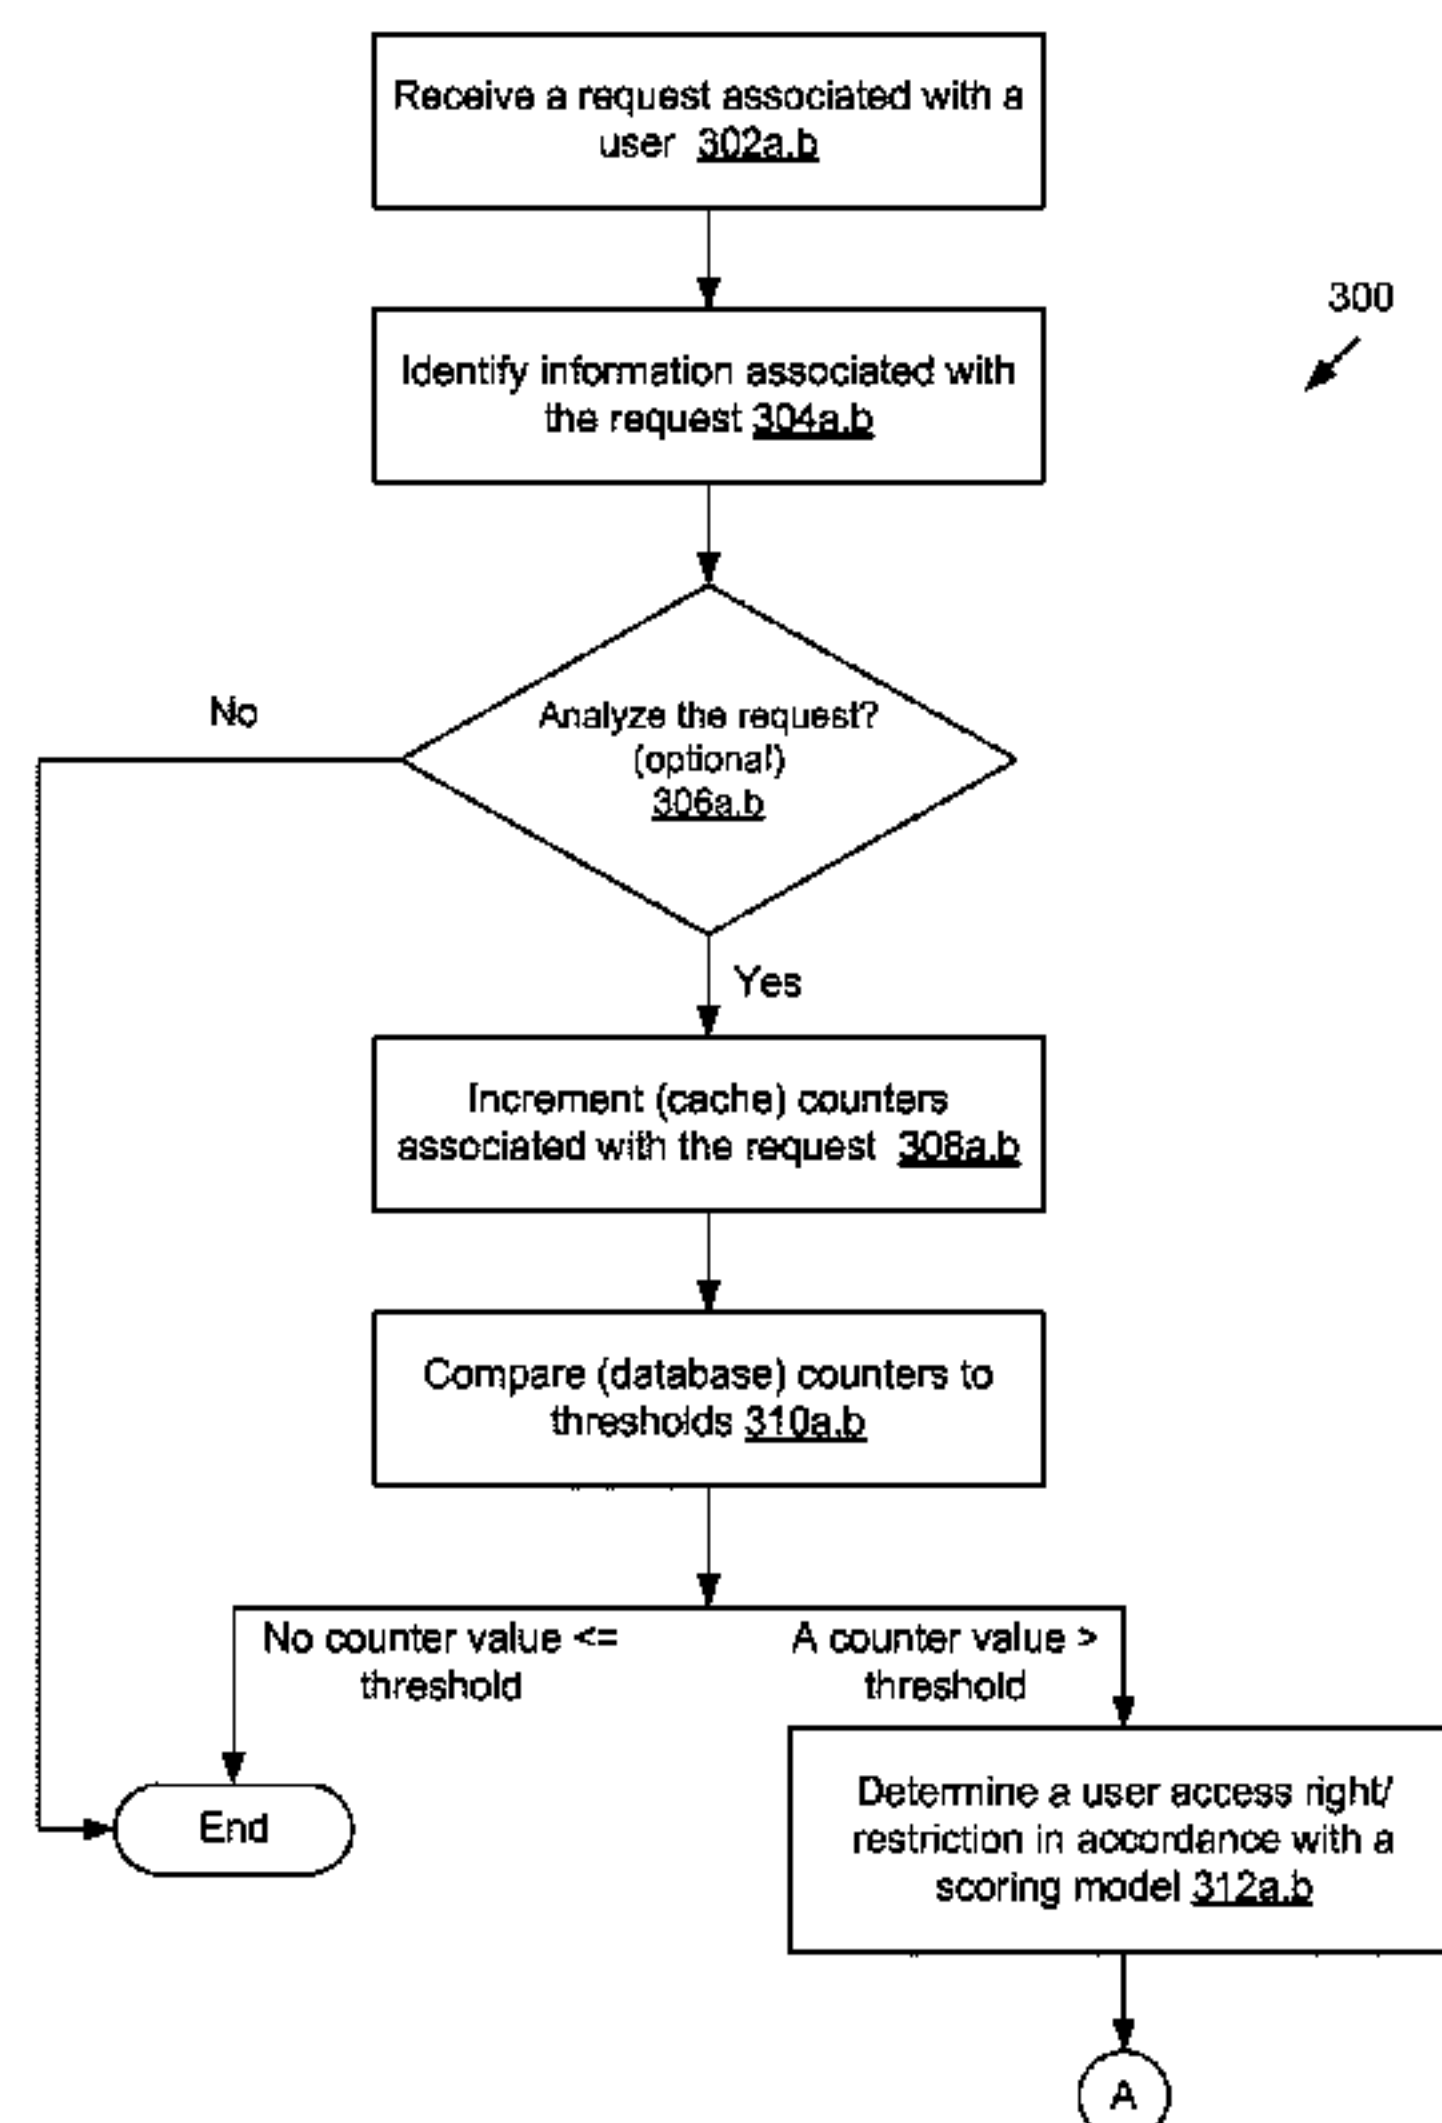 Receive a request associated with a
user 302a.b
300
Identify information associated with
the request 304a.b
No
Analyze the request?
(optional)
306a.b
Yes
Increment (cache) counters
associated with the request 308a.b
Compare (database) counters to
thresholds 310a.b
No counter value <=
threshold
A counter value >
threshold
Determine a user access right/
restriction in accordance with a
scoring model 312a.b
End
A